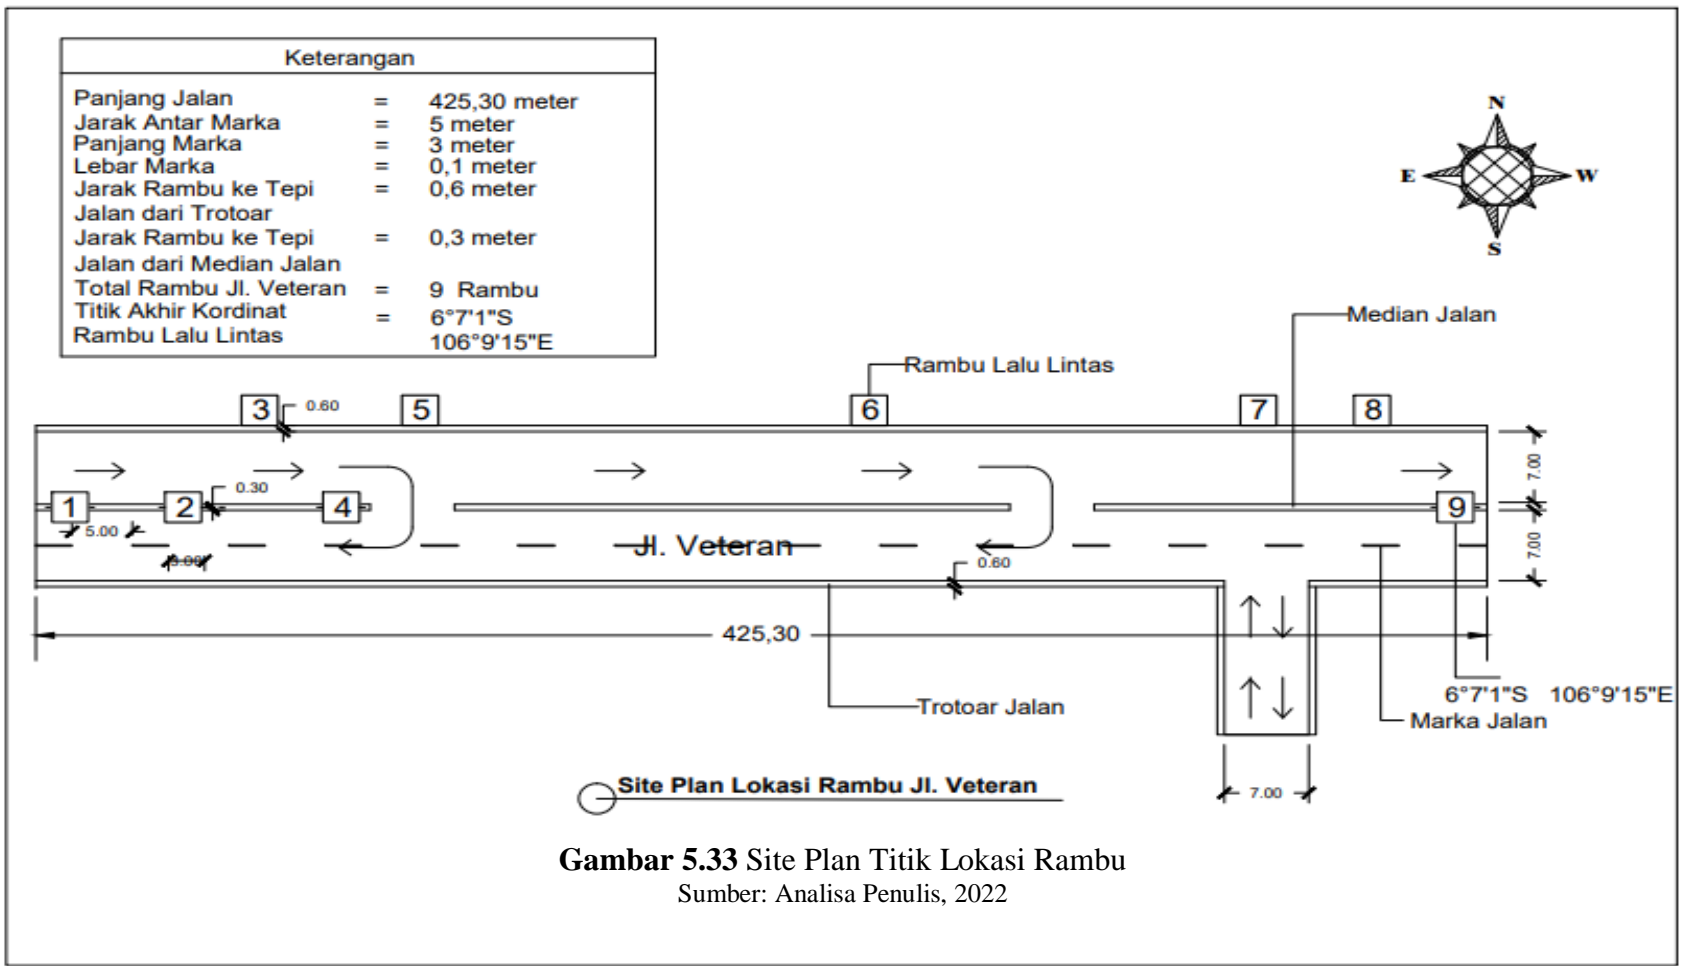 Keterangan
Panjang Jalan = 425,30 meter
Jarak Antar Marka = 5 meter
Panjang Marka = 3 meter
Lebar Marka = 0,1 meter
Jarak Rambu ke Tepi = 0,6 meter
Jalan dari Trotoar
Jarak Rambu ke Tepi = 0,3 meter
Jalan dari Median Jalan
Total Rambu Jl. Veteran = 9 Rambu
Titik Akhir Kordinat = 6°7'1"S
Rambu Lalu Lintas 106°9'15"E
N
E W
S
Median Jalan
Rambu Lalu Lintas
3 0.60 5 6 7 8
7.00
0.30
1 2 4 9
5.00
Jl. Veteran
7.00
3.00
0.60
425,30
6°7'1"S 106°9'15"E
Trotoar Jalan
Marka Jalan
Site Plan Lokasi Rambu Jl. Veteran
7.00
Gambar 5.33 Site Plan Titik Lokasi Rambu
Sumber: Analisa Penulis, 2022